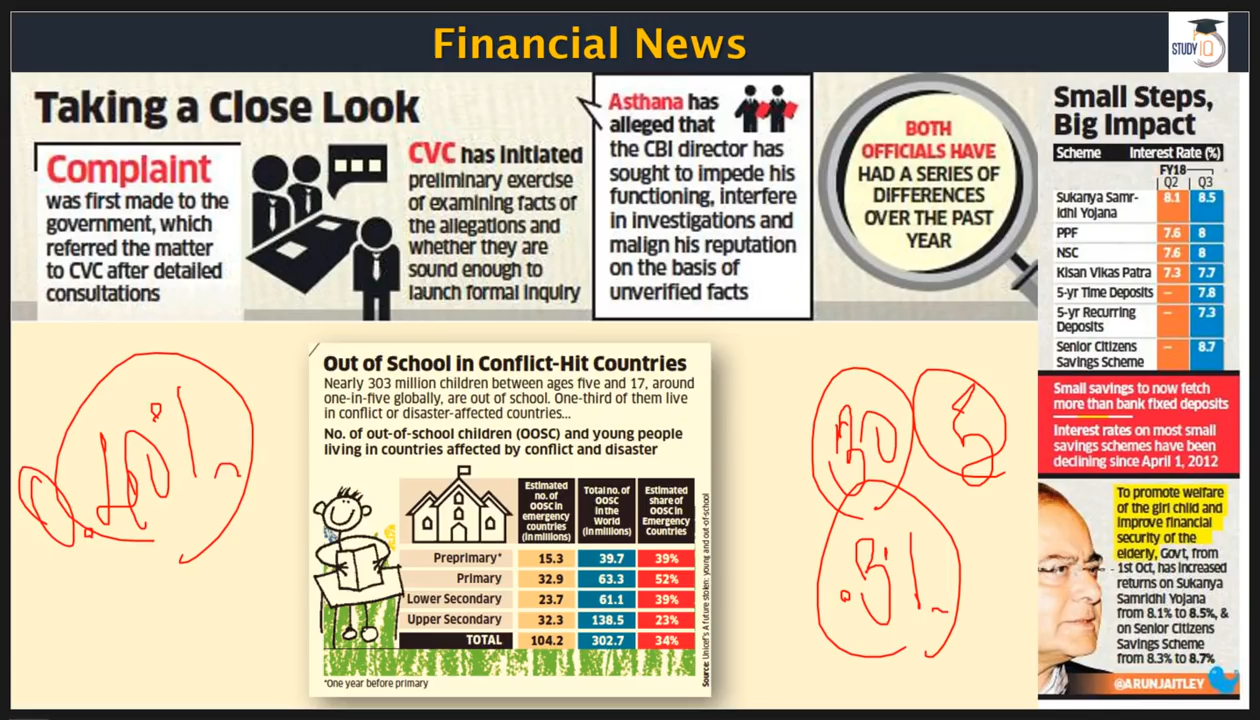 Financial News
STUDY IQ
Taking a Close Look
Complaint
was first made to the
government, which
referred the matter
to CVC after detailed
consultations
CVC has initiated
preliminary exercise
of examining facts of
the allegations and
whether they are
sound enough to
launch formal inquiry
Asthana has
alleged that
the CBI director has
sought to impede his
functioning, interfere
in investigations and
malign his reputation
on the basis of
unverified facts
BOTH
OFFICIALS HAVE
HAD A SERIES OF
DIFFERENCES
OVER THE PAST
YEAR
Small Steps,
Big Impact
Scheme Interest Rate (%)
FY18
Q2 Q3
Sukanya Samr-
idhi Yojana 8.1 8.5
PPF 7.6 8
NSC 7.6 8
Kisan Vikas Patra 7.3 7.7
5-yr Time Deposits -- 7.8
5-yr Recurring
Deposits -- 7.3
Senior Citizens
Savings Scheme -- 8.7
Small savings to now fetch
more than bank fixed deposits
Interest rates on most small
savings schemes have been
declining since April 1, 2012
To promote welfare
of the girl child and
improve financial
security of the
elderly, Govt, from
1st Oct, has increased
returns on Sukanya
Samridhi Yojana
from 8.1% to 8.5%, &
on Senior Citizens
Savings Scheme
from 8.3% to 8.7%
@ARUNJAITLEY
Out of School in Conflict-Hit Countries
Nearly 303 million children between ages five and 17, around
one-in-five globally, are out of school. One-third of them live
in conflict or disaster-affected countries...
No. of out-of-school children (OOSC) and young people
living in countries affected by conflict and disaster
Estimated
no. of
OOSC in
emergency
countries
(in millions)
Total no. of
OOSC
in the
World
(in millions)
Estimated
share of
OOSC in
Emergency
Countries
Preprimary* 15.3 39.7 39%
Primary 32.9 63.3 52%
Lower Secondary 23.7 61.1 39%
Upper Secondary 32.3 138.5 23%
TOTAL 104.2 302.7 34%
*One year before primary
Source: Unicef's A future stolen: young and out-of-school